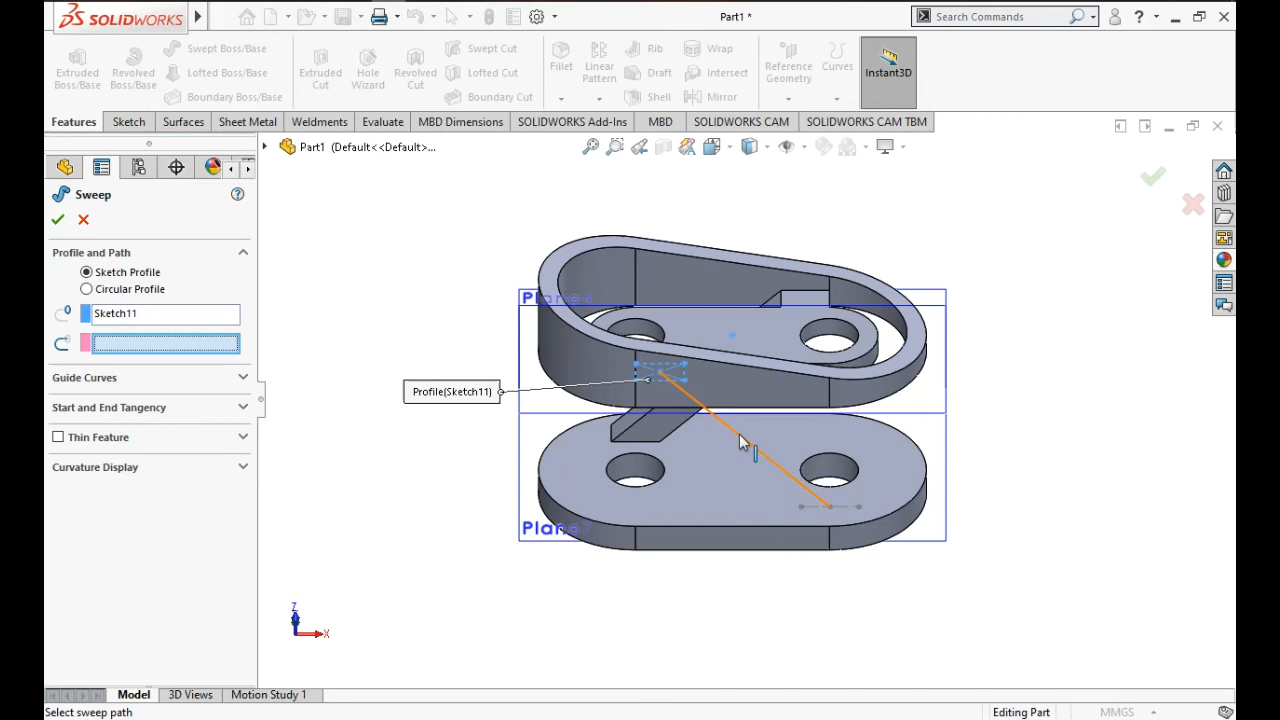 SOLIDWORKS
Part1 *
Search Commands
Extruded Boss/Base
Revolved Boss/Base
Swept Boss/Base
Lofted Boss/Base
Boundary Boss/Base
Extruded Cut
Hole Wizard
Revolved Cut
Swept Cut
Lofted Cut
Boundary Cut
Fillet
Linear Pattern
Rib
Draft
Shell
Wrap
Intersect
Mirror
Reference Geometry
Curves
Instant3D
Features
Sketch
Surfaces
Sheet Metal
Weldments
Evaluate
MBD Dimensions
SOLIDWORKS Add-Ins
MBD
SOLIDWORKS CAM
SOLIDWORKS CAM TBM
Part1 (Default<<Default>...
Sweep
Profile and Path
Sketch Profile
Circular Profile
Sketch11
Guide Curves
Start and End Tangency
Thin Feature
Curvature Display
Profile(Sketch11)
Z
X
Model
3D Views
Motion Study 1
Select sweep path
Editing Part
MMGS